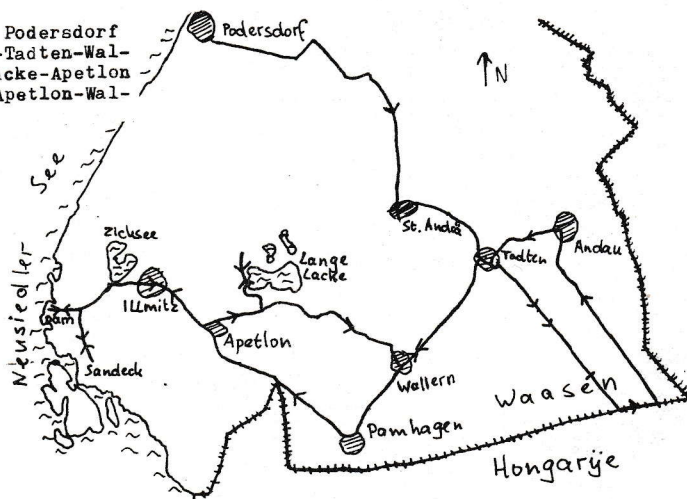 Podersdorf
-Tadten-Wal-
cke-Apetlon
Apetlon-Wal-
Podersdorf
↑N
See
St. Andrä
Zicksee
Lange
Lacke
Andau
Tadten
ILLmitz
Neusiedler
dam
Apetlon
Sandeck
Wallern
Waasen
Pamhagen
Hongarije